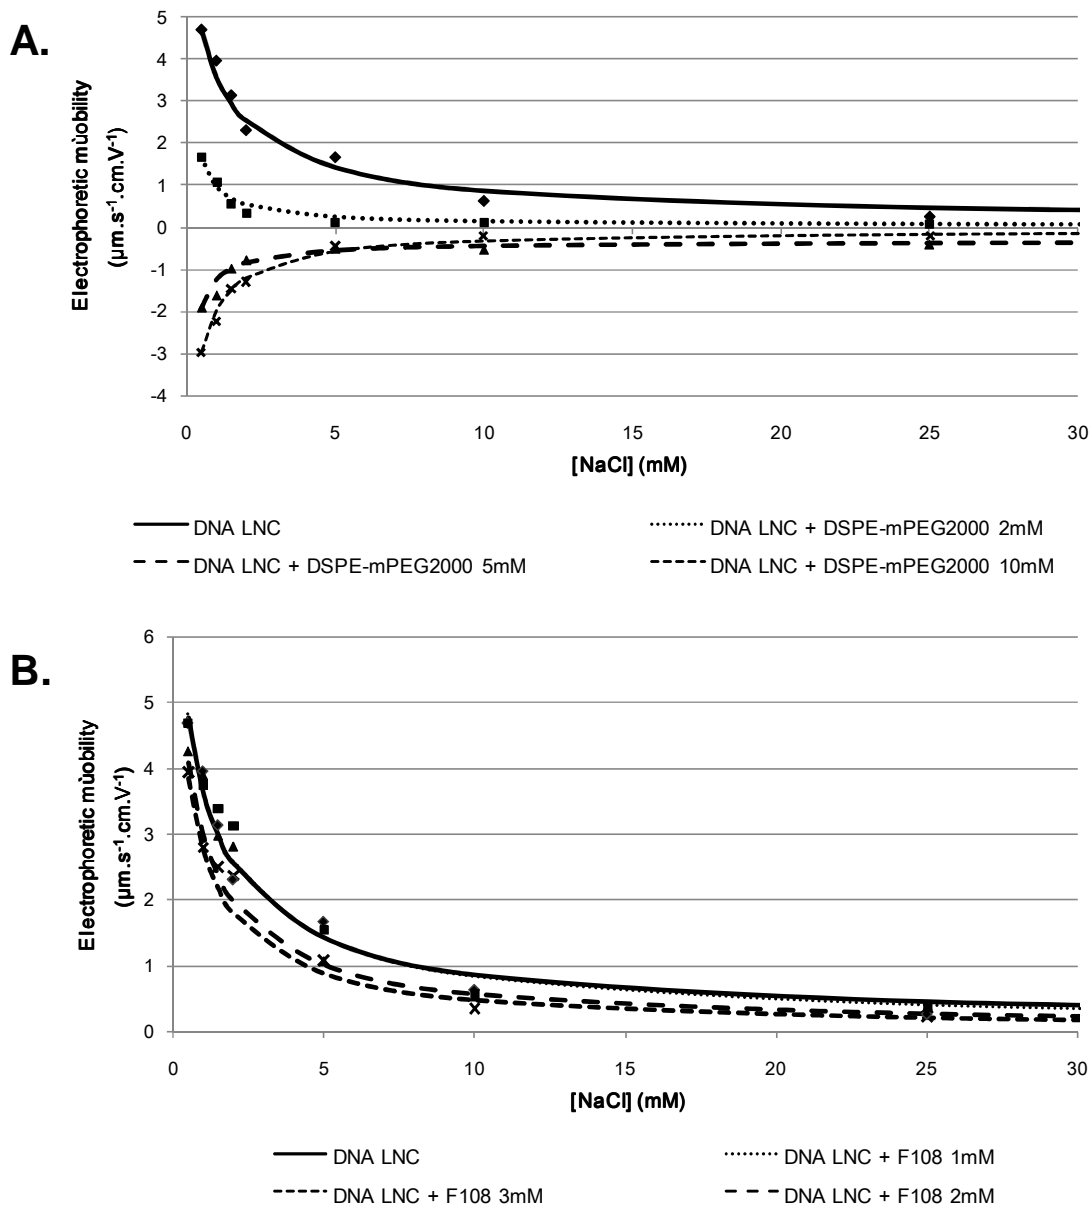 A.
5
4
3
2
1
0
-1
-2
-3
-4
Electrophoretic mùobility
(µm.s⁻¹.cm.V⁻¹)
0 5 10 15 20 25 30
[NaCl] (mM)
DNA LNC DNA LNC + DSPE-mPEG2000 2mM
DNA LNC + DSPE-mPEG2000 5mM DNA LNC + DSPE-mPEG2000 10mM
B.
6
5
4
3
2
1
0
Electrophoretic mùobility
(µm.s⁻¹.cm.V⁻¹)
0 5 10 15 20 25 30
[NaCl] (mM)
DNA LNC DNA LNC + F108 1mM
DNA LNC + F108 3mM DNA LNC + F108 2mM